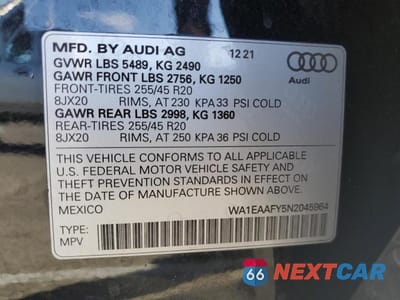 MFD. BY AUDI AG 12 21
GVWR LBS 5489, KG 2490
GAWR FRONT LBS 2756, KG 1250
FRONT-TIRES 255/45 R20
8JX20 RIMS, AT 230 KPA 33 PSI COLD
GAWR REAR LBS 2998, KG 1360
REAR-TIRES 255/45 R20
8JX20 RIMS, AT 250 KPA 36 PSI COLD
Audi
THIS VEHICLE CONFORMS TO ALL APPLICABLE
U.S. FEDERAL MOTOR VEHICLE SAFETY AND
THEFT PREVENTION STANDARDS IN EFFECT ON
THE DATE OF MANUFACTURE SHOWN ABOVE.
MEXICO WA1EAAFY5N2045964
TYPE:
MPV
66 NEXTCAR